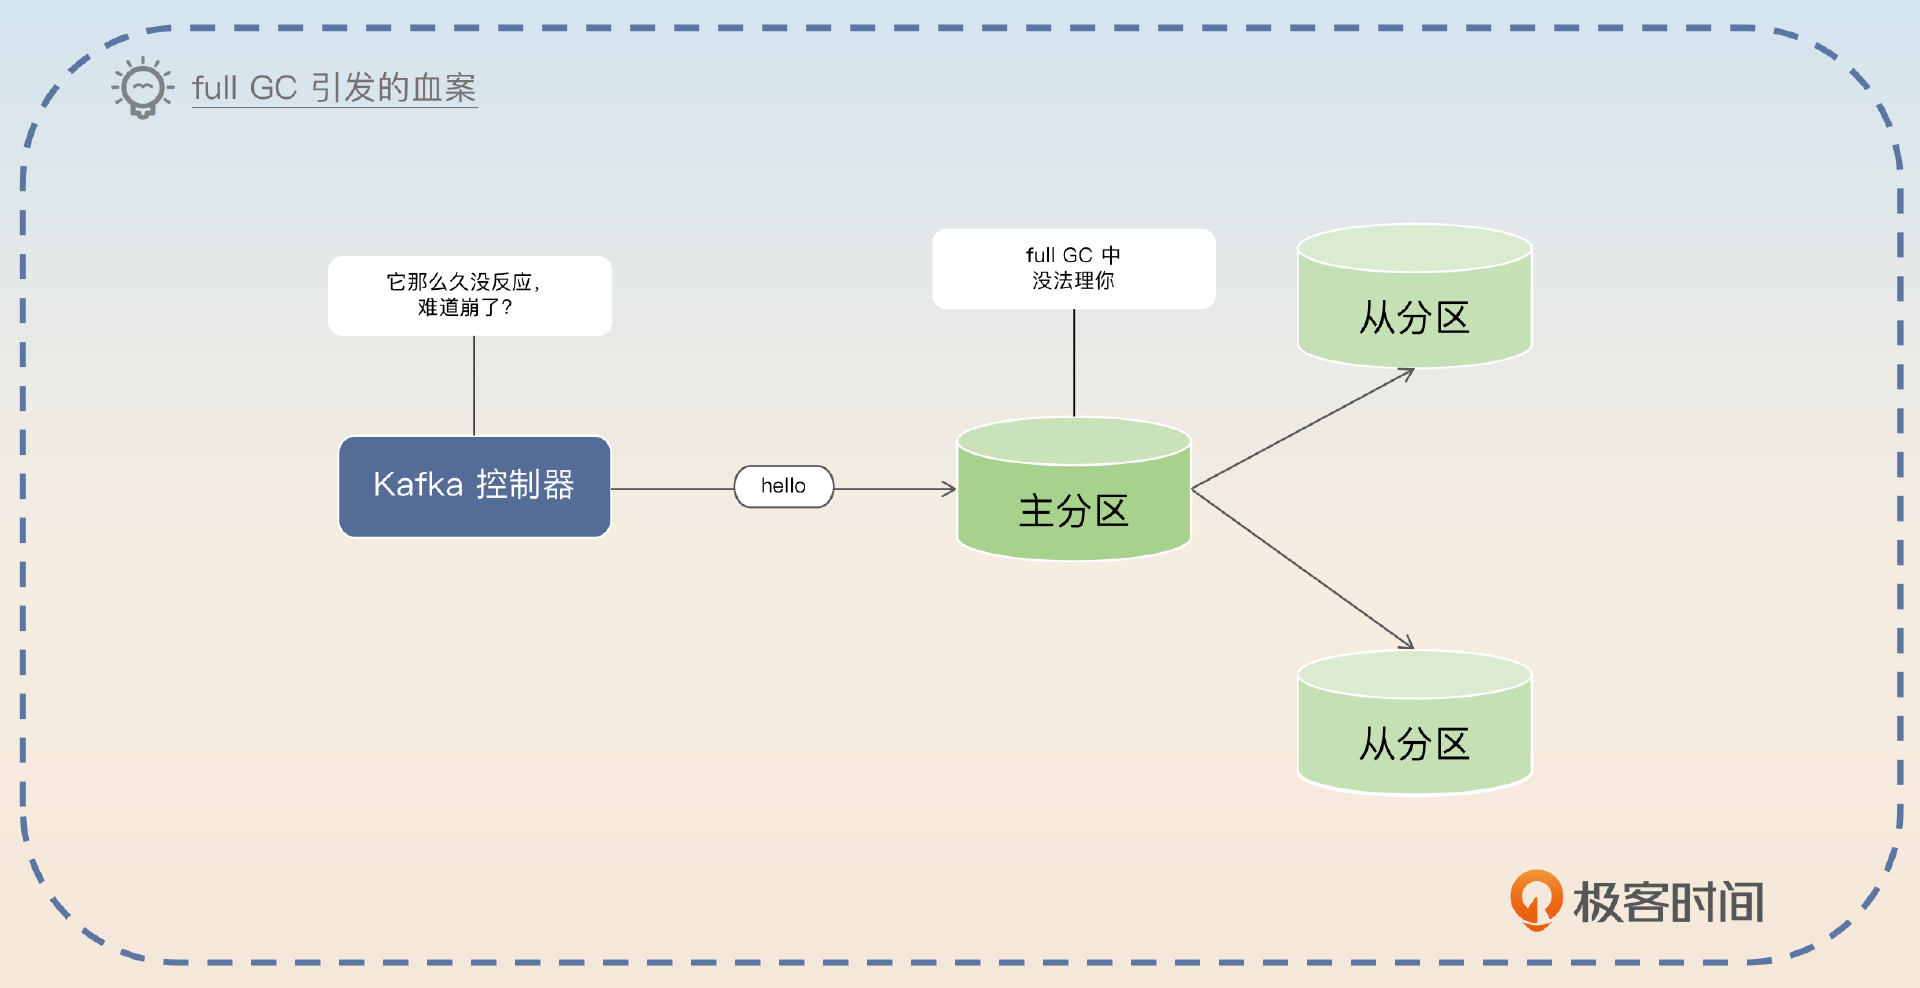 full GC 引发的血案
它那么久没反应，
难道崩了？
full GC 中
没法理你
从分区
Kafka 控制器
hello
主分区
从分区
极客时间